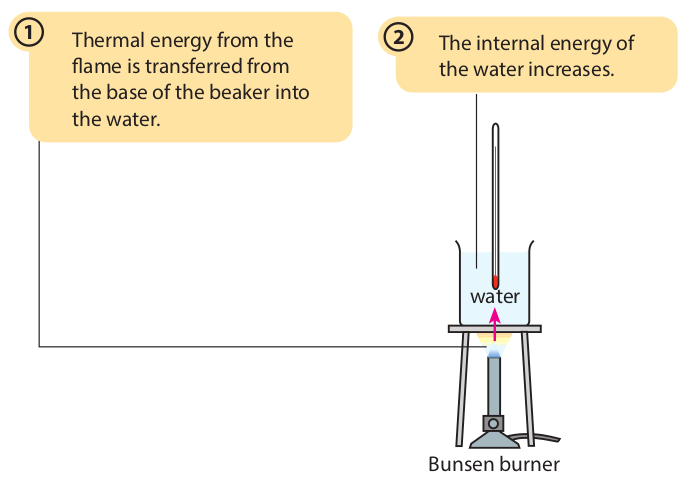 1
Thermal energy from the
flame is transferred from
the base of the beaker into
the water.
2
The internal energy of
the water increases.
water
Bunsen burner